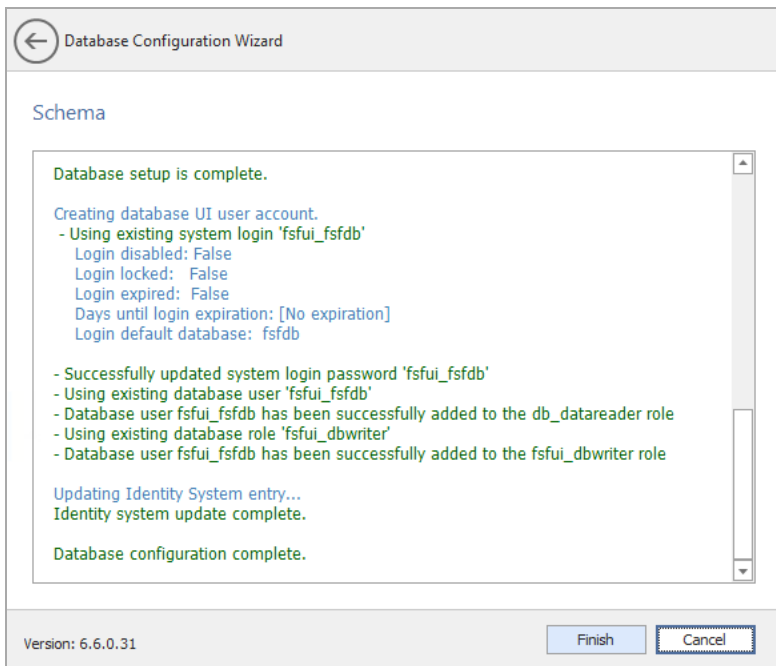 Database Configuration Wizard
Schema
Database setup is complete.
Creating database UI user account.
- Using existing system login 'fsfui_fsfdb'
Login disabled: False
Login locked: False
Login expired: False
Days until login expiration: [No expiration]
Login default database: fsfdb
- Successfully updated system login password 'fsfui_fsfdb'
- Using existing database user 'fsfui_fsfdb'
- Database user fsfui_fsfdb has been successfully added to the db_datareader role
- Using existing database role 'fsfui_dbwriter'
- Database user fsfui_fsfdb has been successfully added to the fsfui_dbwriter role
Updating Identity System entry...
Identity system update complete.
Database configuration complete.
Version: 6.6.0.31
Finish
Cancel